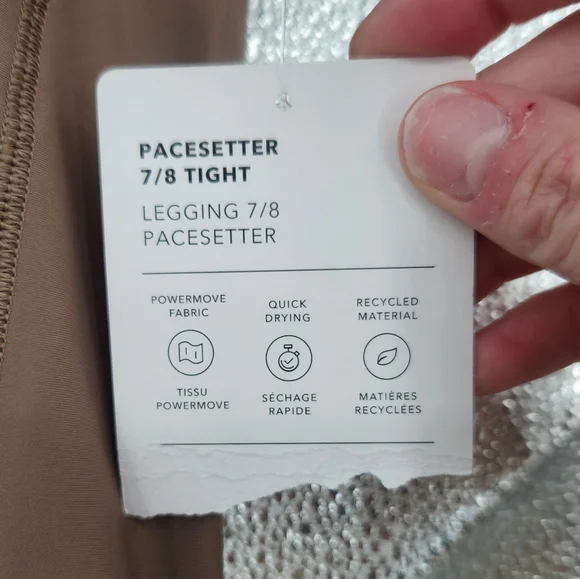 PACESETTER
7/8 TIGHT
LEGGING 7/8
PACESETTER
POWERMOVE
FABRIC
TISSU
POWERMOVE
QUICK
DRYING
SÉCHAGE
RAPIDE
RECYCLED
MATERIAL
MATIÈRES
RECYCLÉES